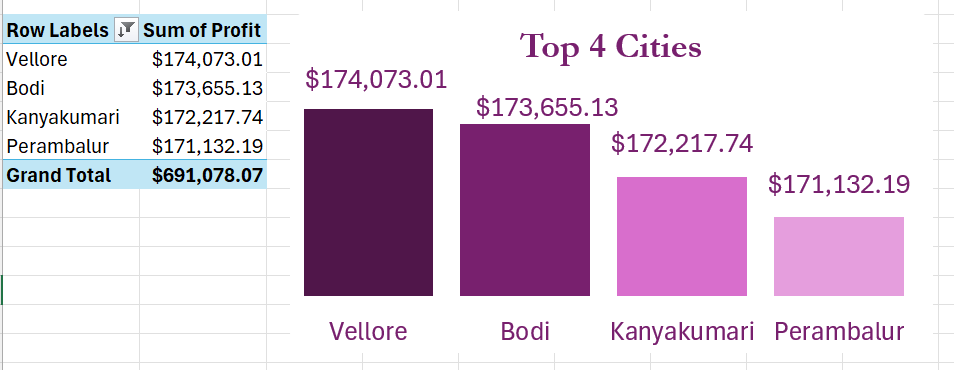 Row Labels Sum of Profit
Vellore $174,073.01
Bodi $173,655.13
Kanyakumari $172,217.74
Perambalur $171,132.19
Grand Total $691,078.07
Top 4 Cities
$174,073.01
$173,655.13
$172,217.74
$171,132.19
Vellore Bodi Kanyakumari Perambalur